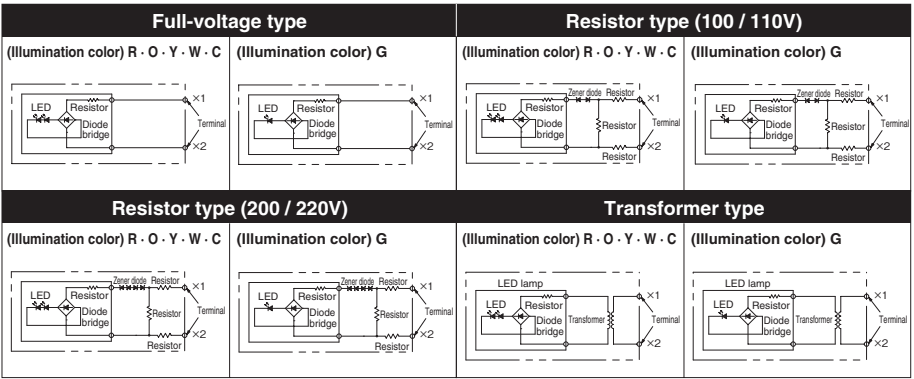 Full-voltage type
Resistor type (100 / 110V)
(Illumination color) R · O · Y · W · C
(Illumination color) G
(Illumination color) R · O · Y · W · C
(Illumination color) G
LED
Resistor
Diode
bridge
×1
Terminal
×2
LED
Resistor
Diode
bridge
×1
Terminal
×2
Zener diode
Resistor
LED
Resistor
Diode
bridge
Resistor
Resistor
×1
Terminal
×2
Zener diode
Resistor
LED
Resistor
Diode
bridge
Resistor
Resistor
×1
Terminal
×2
Resistor type (200 / 220V)
Transformer type
(Illumination color) R · O · Y · W · C
(Illumination color) G
(Illumination color) R · O · Y · W · C
(Illumination color) G
Zener diode
Resistor
LED
Resistor
Diode
bridge
Resistor
Resistor
×1
Terminal
×2
Zener diode
Resistor
LED
Resistor
Diode
bridge
Resistor
Resistor
×1
Terminal
×2
LED lamp
LED
Resistor
Diode
bridge
Transformer
×1
Terminal
×2
LED lamp
LED
Resistor
Diode
bridge
Transformer
×1
Terminal
×2